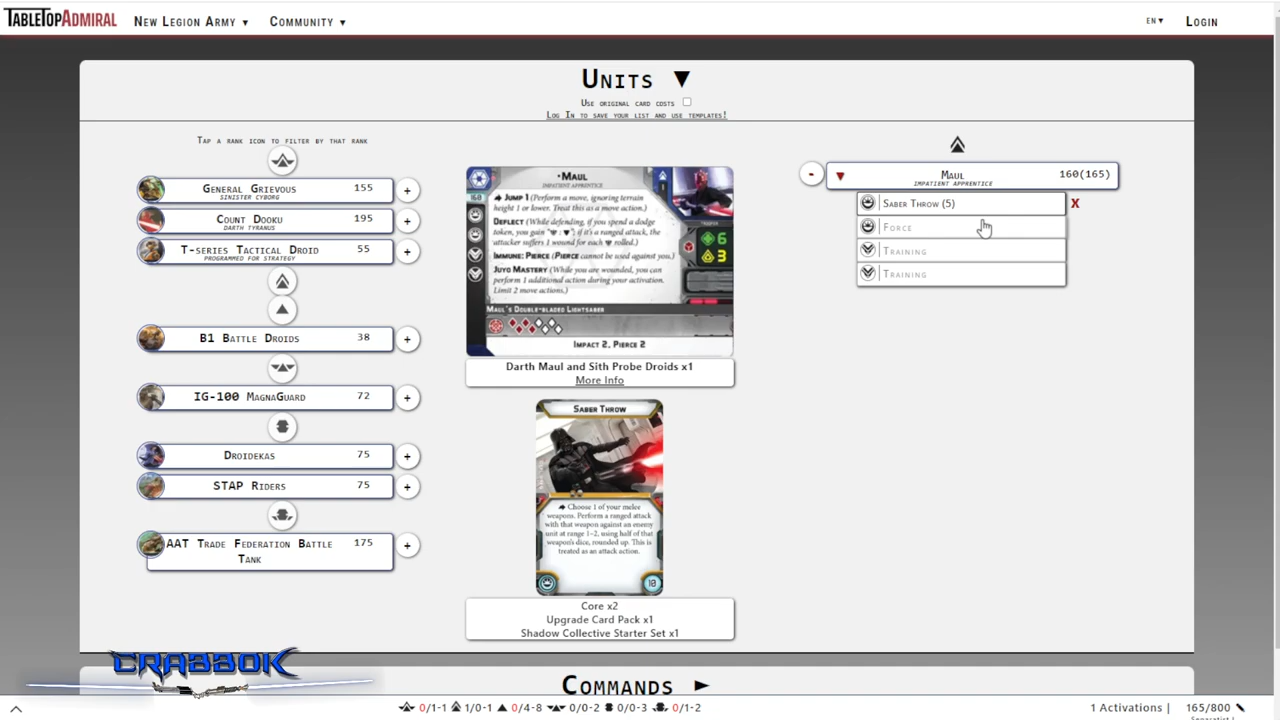 TABLETOPADMIRAL
NEW LEGION ARMY ▼
COMMUNITY ▼
EN▼
LOGIN
UNITS ▼
USE ORIGINAL CARD COSTS
LOG IN TO SAVE YOUR LIST AND USE TEMPLATES!
TAP A RANK ICON TO FILTER BY THAT RANK
GENERAL GRIEVOUS 155 +
SINISTER CYBORG
COUNT DOOKU 195 +
DARTH TYRANUS
T-SERIES TACTICAL DROID 55 +
PROGRAMMED FOR STRATEGY
B1 BATTLE DROIDS 38 +
IG-100 MAGNAGUARD 72 +
DROIDEKAS 75 +
STAP RIDERS 75 +
AAT TRADE FEDERATION BATTLE 175 +
TANK
•MAUL
IMPATIENT APPRENTICE
160
1
JUMP 1 (Perform a move, ignoring terrain
height 1 or lower. Treat this as a move action.)
DEFLECT (While defending, if you spend a dodge
token, you gain "
: ▼"; if it's a ranged attack, the
attacker suffers 1 wound for each
rolled.)
IMMUNE: PIERCE (PIERCE cannot be used against you.)
JUYO MASTERY (While you are wounded, you can
perform 1 additional action during your activation.
Limit 2 move actions.)
TROOPER
6
3
MAUL'S DOUBLE-BLADED LIGHTSABER
IMPACT 2, PIERCE 2
Darth Maul and Sith Probe Droids x1
More Info
SABER THROW
Choose 1 of your melee
weapons. Perform a ranged attack
with that weapon against an enemy
unit at range 1–2, using half of that
weapon's dice, rounded up. This is
treated as an attack action.
10
Core x2
Upgrade Card Pack x1
Shadow Collective Starter Set x1
- ▼ MAUL 160(165)
IMPATIENT APPRENTICE
SABER THROW (5) X
FORCE
TRAINING
TRAINING
CRABBOK
COMMANDS ►
0/1-1 1/0-1 0/4-8 0/0-2 0/0-3 0/1-2
1 Activations |
165/800